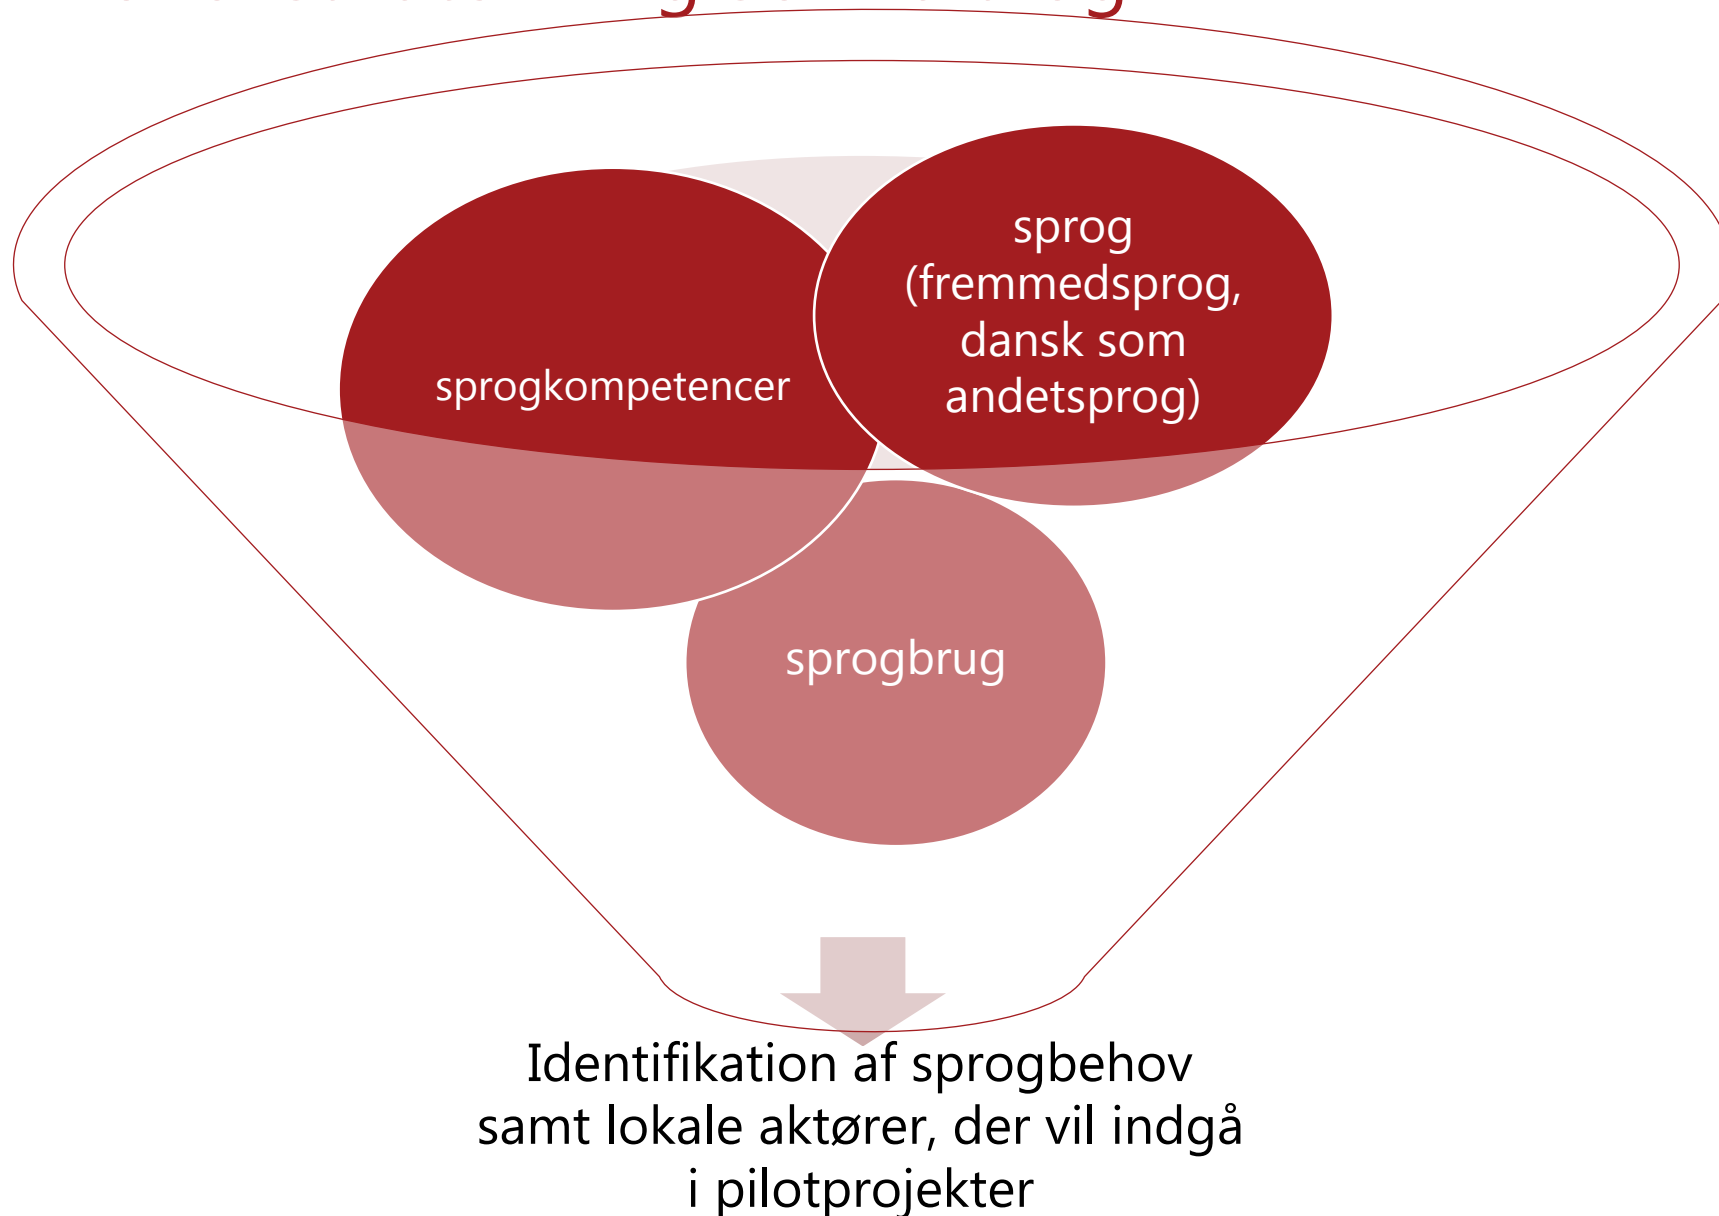 sprog
(fremmedsprog,
dansk som
andetsprog)
sprogkompetencer
sprogbrug
Identifikation af sprogbehov
samt lokale aktører, der vil indgå
i pilotprojekter